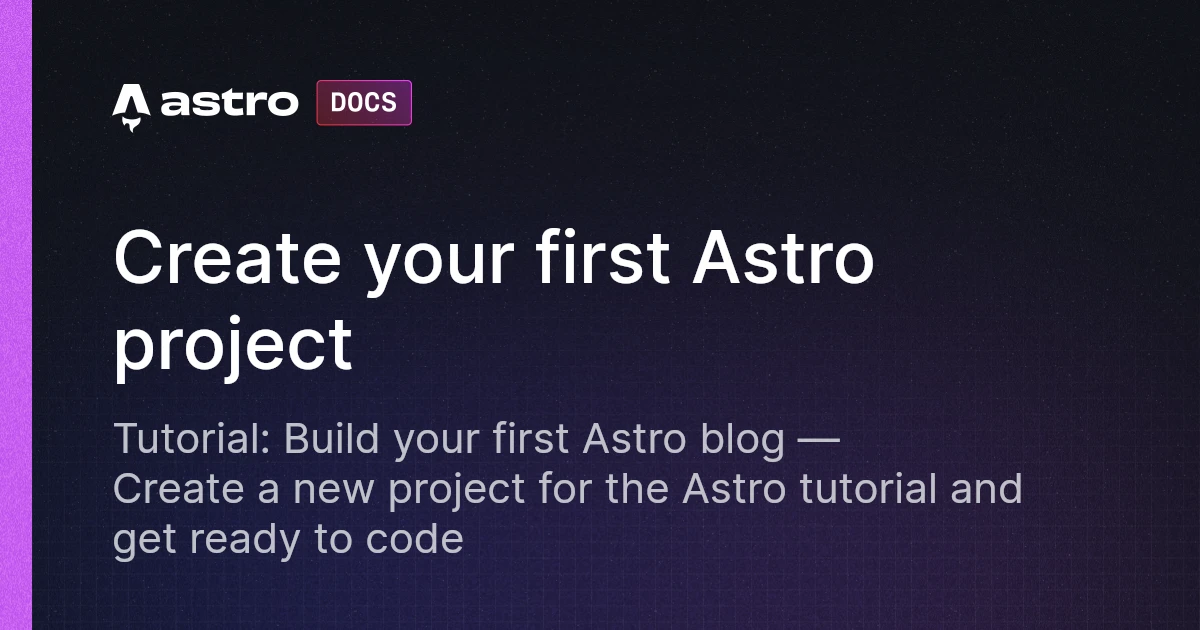 astro DOCS
Create your first Astro
project
Tutorial: Build your first Astro blog —
Create a new project for the Astro tutorial and
get ready to code